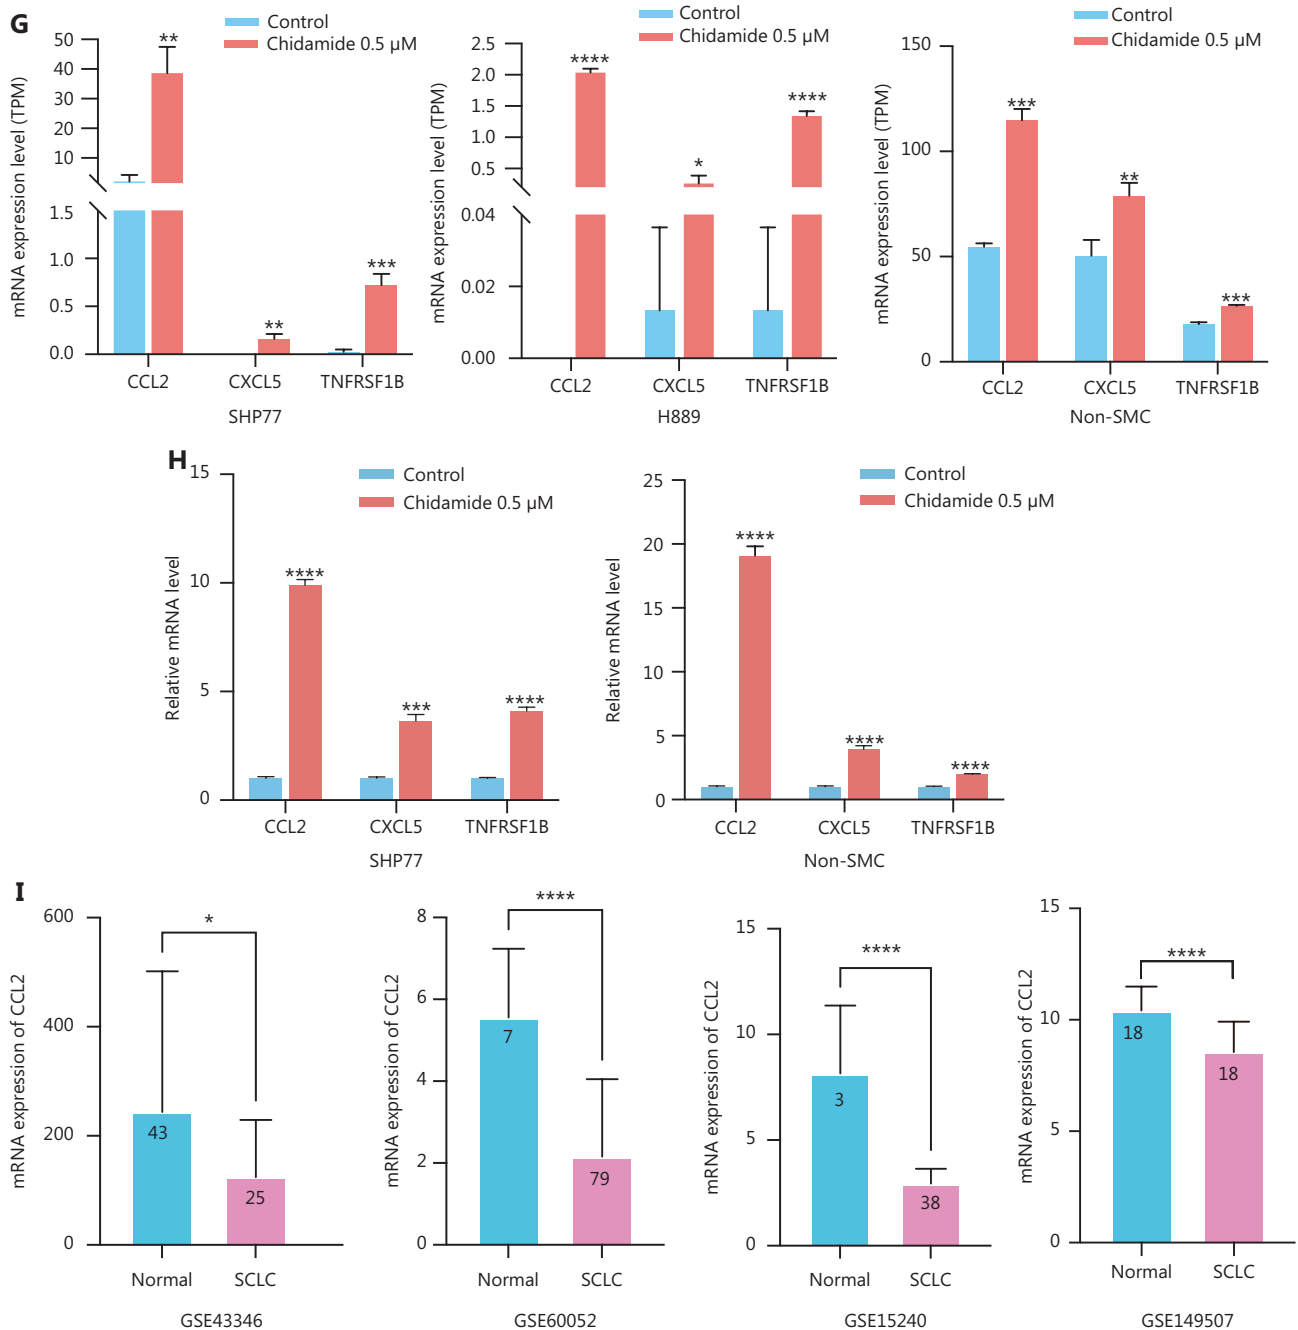 G
Control
Chidamide 0.5 μM
mRNA expression level (TPM)
50
40
30
20
10
1.5
1.0
0.5
0.0
**
**
***
CCL2
CXCL5
TNFRSF1B
SHP77
Control
Chidamide 0.5 μM
mRNA expression level (TPM)
2.5
2.0
1.5
1.0
0.5
0.04
0.02
0.00
****
*
****
CCL2
CXCL5
TNFRSF1B
H889
Control
Chidamide 0.5 μM
mRNA expression level (TPM)
150
100
50
0
***
**
***
CCL2
CXCL5
TNFRSF1B
Non-SMC
H
Control
Chidamide 0.5 μM
Relative mRNA level
15
10
5
0
****
***
****
CCL2
CXCL5
TNFRSF1B
SHP77
Control
Chidamide 0.5 μM
Relative mRNA level
25
20
15
10
5
0
****
****
****
CCL2
CXCL5
TNFRSF1B
Non-SMC
I
mRNA expression of CCL2
600
400
200
0
*
43
25
Normal
SCLC
GSE43346
mRNA expression of CCL2
8
6
4
2
0
****
7
79
Normal
SCLC
GSE60052
mRNA expression of CCL2
15
10
5
0
****
3
38
Normal
SCLC
GSE15240
mRNA expression of CCL2
15
10
5
0
****
18
18
Normal
SCLC
GSE149507